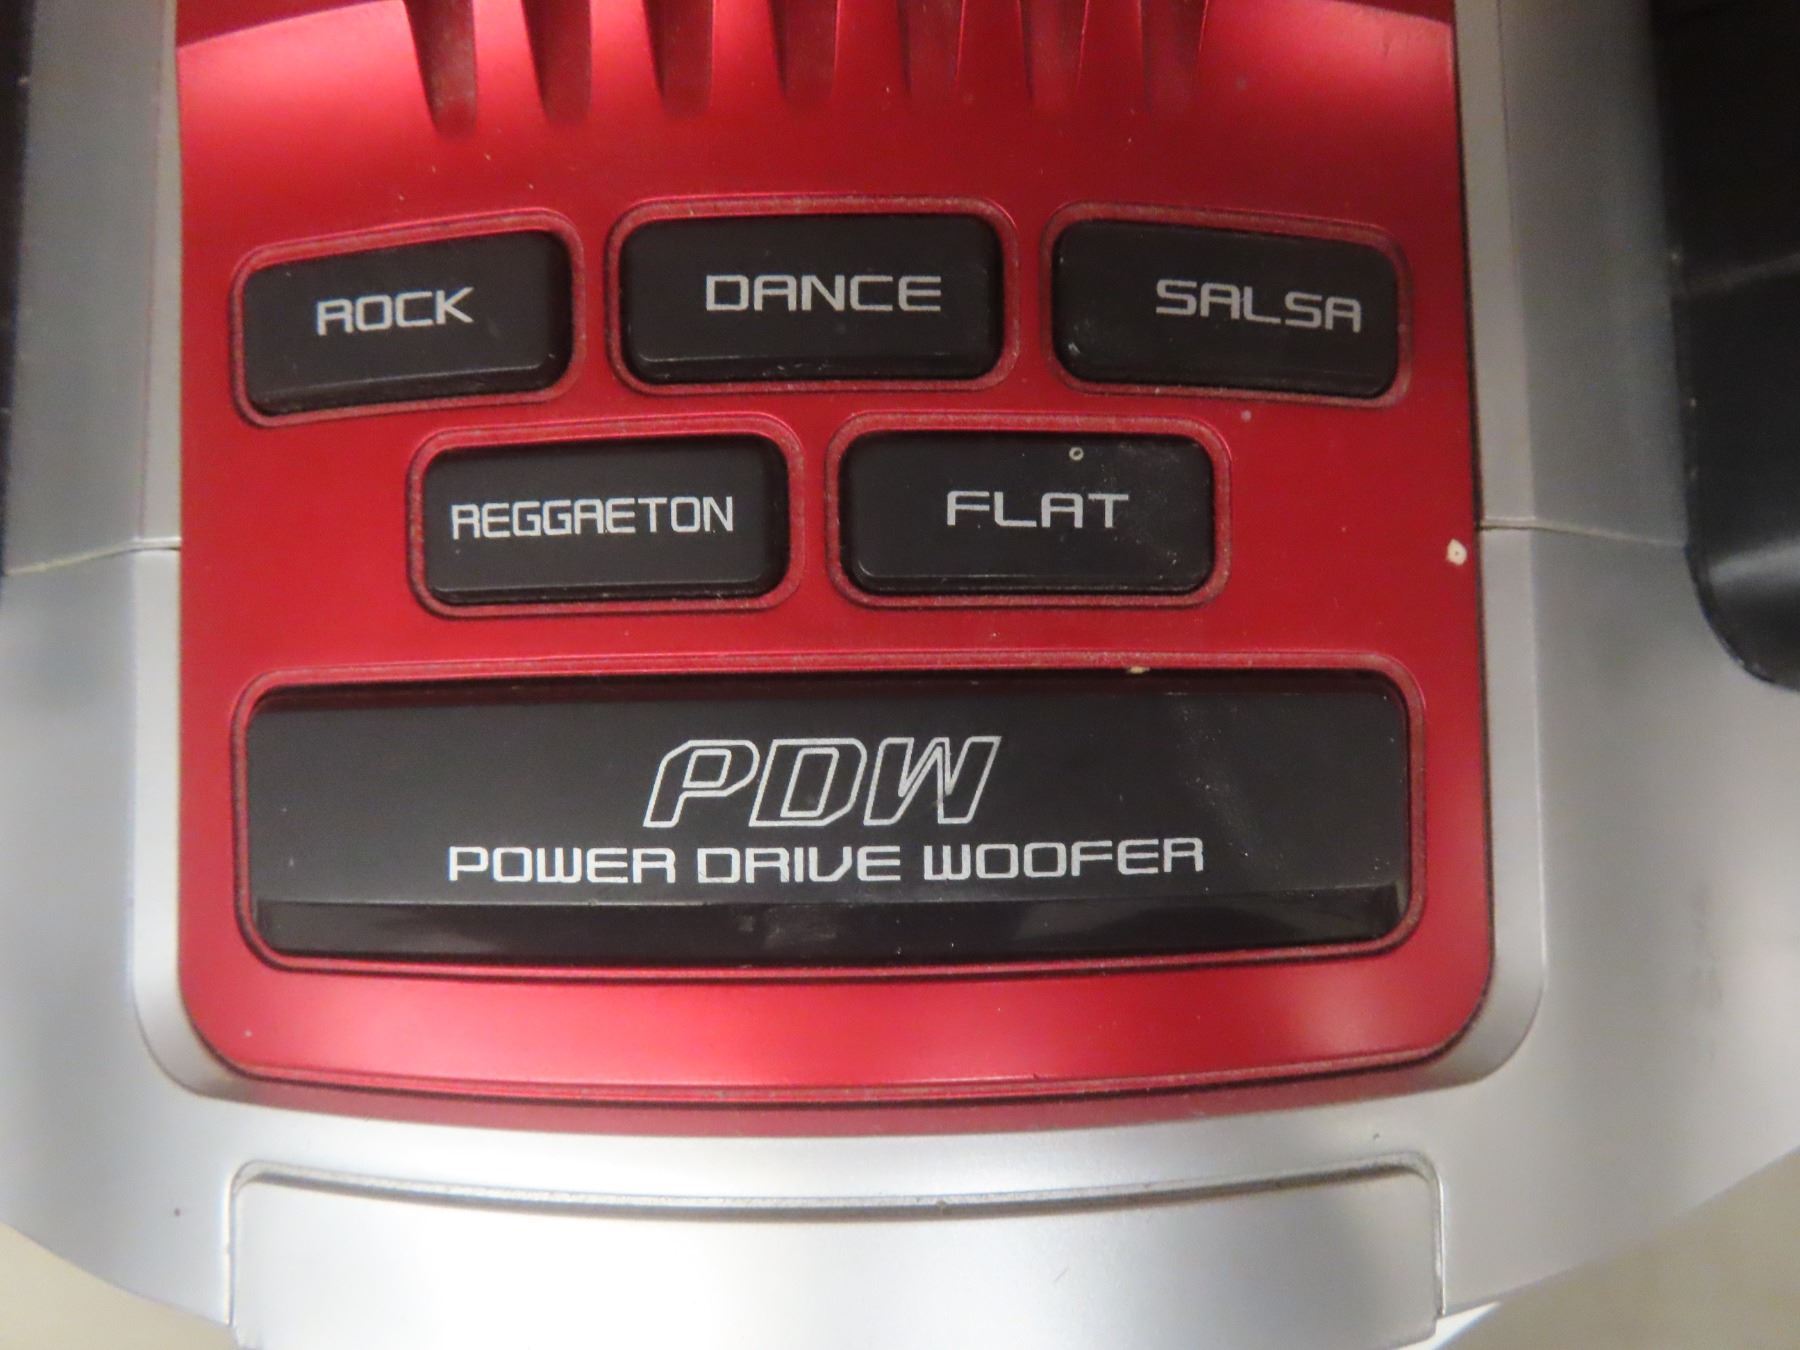 ROCK
DANCE
SALSA
REGGAETON
FLAT
PDW
POWER DRIVE WOOFER